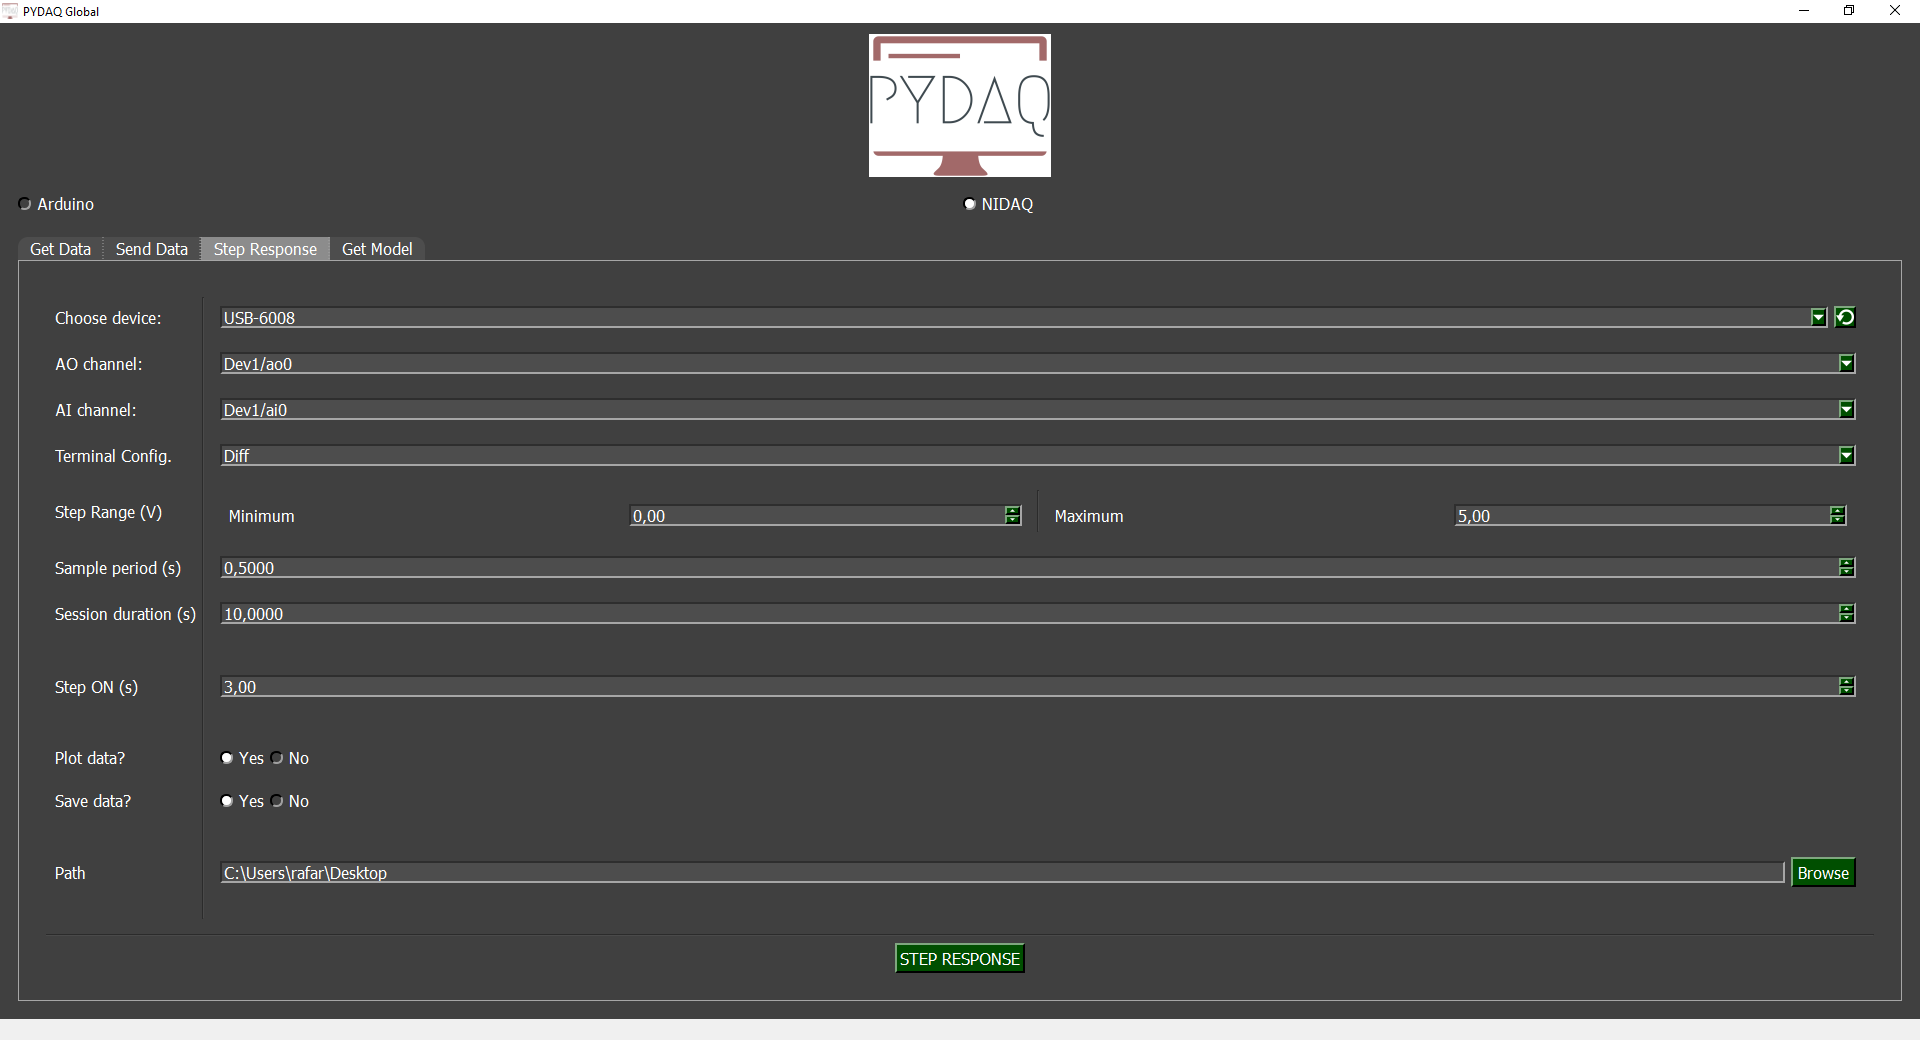 PYDAQ Global
PYDAQ
Arduino
NIDAQ
Get Data
Send Data
Step Response
Get Model
Choose device:
USB-6008
AO channel:
Dev1/ao0
AI channel:
Dev1/ai0
Terminal Config.
Diff
Step Range (V)
Minimum
0,00
Maximum
5,00
Sample period (s)
0,5000
Session duration (s)
10,0000
Step ON (s)
3,00
Plot data?
Yes
No
Save data?
Yes
No
Path
C:\Users\rafar\Desktop
Browse
STEP RESPONSE